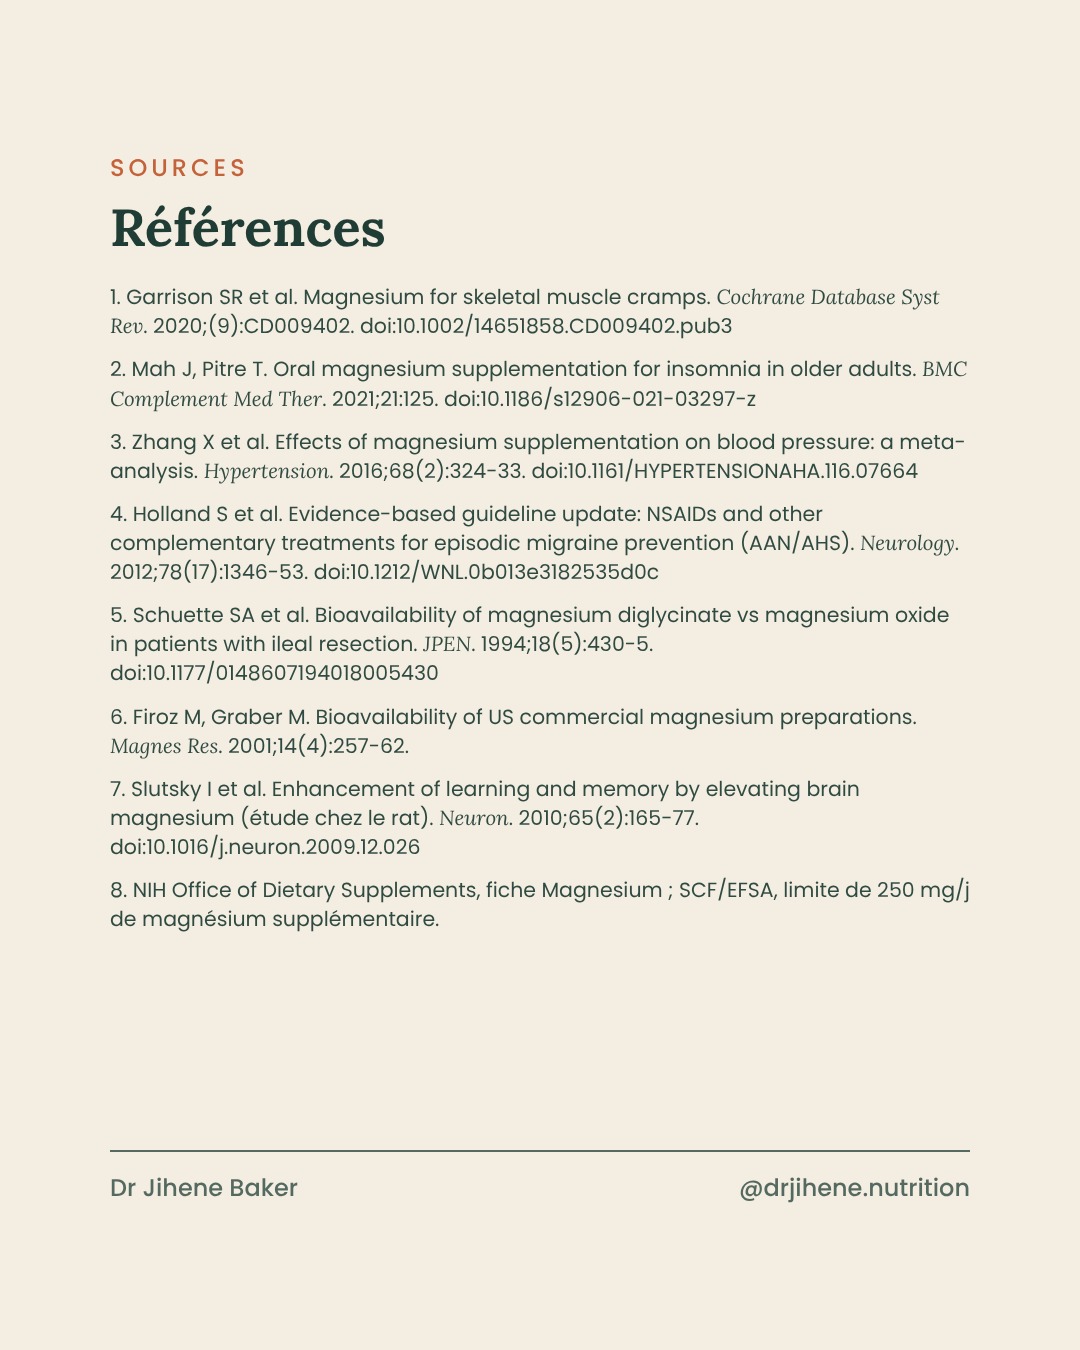 SOURCES
Références
1. Garrison SR et al. Magnesium for skeletal muscle cramps. Cochrane Database Syst
Rev. 2020;(9):CD009402. doi:10.1002/14651858.CD009402.pub3
2. Mah J, Pitre T. Oral magnesium supplementation for insomnia in older adults. BMC
Complement Med Ther. 2021;21:125. doi:10.1186/s12906-021-03297-z
3. Zhang X et al. Effects of magnesium supplementation on blood pressure: a meta-
analysis. Hypertension. 2016;68(2):324-33. doi:10.1161/HYPERTENSIONAHA.116.07664
4. Holland S et al. Evidence-based guideline update: NSAIDs and other
complementary treatments for episodic migraine prevention (AAN/AHS). Neurology.
2012;78(17):1346-53. doi:10.1212/WNL.0b013e3182535d0c
5. Schuette SA et al. Bioavailability of magnesium diglycinate vs magnesium oxide
in patients with ileal resection. JPEN. 1994;18(5):430-5.
doi:10.1177/0148607194018005430
6. Firoz M, Graber M. Bioavailability of US commercial magnesium preparations.
Magnes Res. 2001;14(4):257-62.
7. Slutsky I et al. Enhancement of learning and memory by elevating brain
magnesium (étude chez le rat). Neuron. 2010;65(2):165-77.
doi:10.1016/j.neuron.2009.12.026
8. NIH Office of Dietary Supplements, fiche Magnesium ; SCF/EFSA, limite de 250 mg/j
de magnésium supplémentaire.
Dr Jihene Baker
@drjihene.nutrition